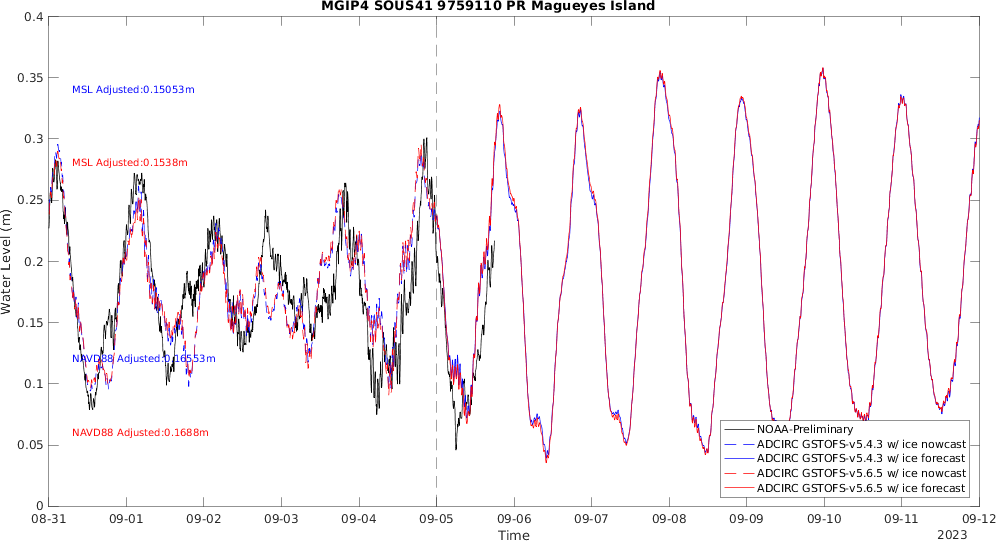 MGIP4 SOUS41 9759110 PR Magueyes Island
0.4
0.35
0.3
0.25
0.2
0.15
0.1
0.05
0
Water Level (m)
MSL Adjusted:0.15053m
MSL Adjusted:0.1538m
NAVD88 Adjusted:0.16553m
NAVD88 Adjusted:0.1688m
NOAA-Preliminary
ADCIRC GSTOFS-v5.4.3 w/ ice nowcast
ADCIRC GSTOFS-v5.4.3 w/ ice forecast
ADCIRC GSTOFS-v5.6.5 w/ ice nowcast
ADCIRC GSTOFS-v5.6.5 w/ ice forecast
08-31 09-01 09-02 09-03 09-04 09-05 09-06 09-07 09-08 09-09 09-10 09-11 09-12
Time
2023